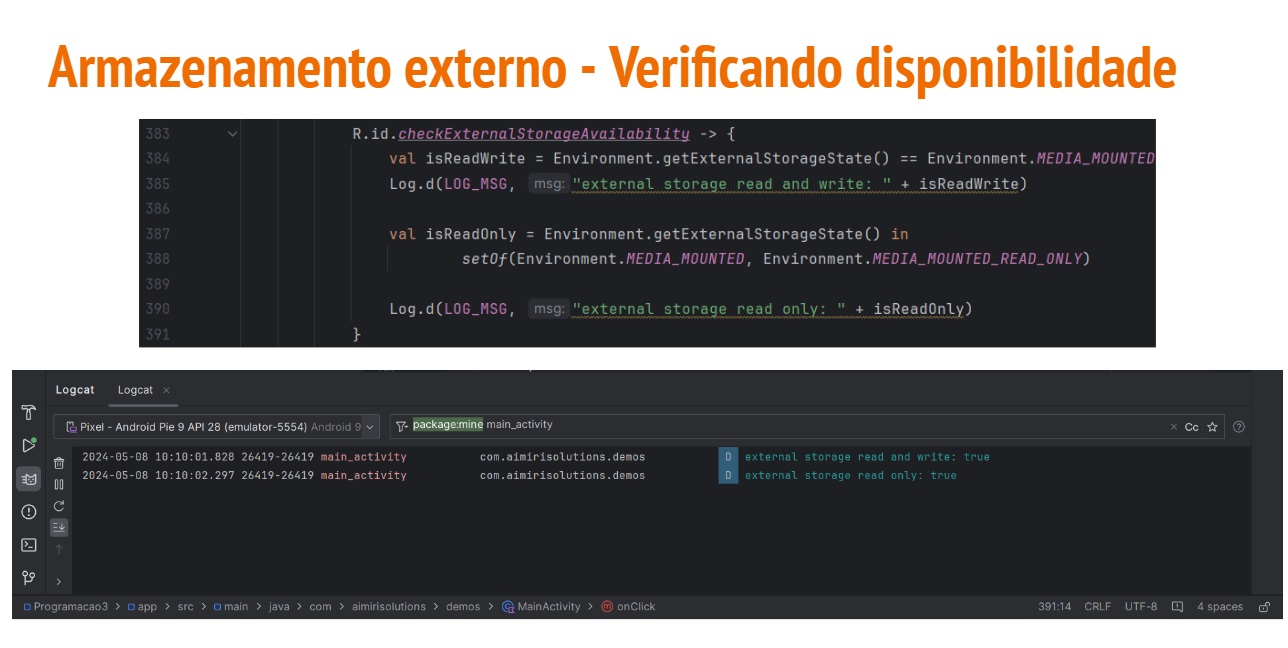 Armazenamento externo - Verificando disponibilidade
383 R.id.checkExternalStorageAvailability -> {
384 val isReadWrite = Environment.getExternalStorageState() == Environment.MEDIA_MOUNTED
385 Log.d(LOG_MSG, msg: "external storage read and write: " + isReadWrite)
386
387 val isReadOnly = Environment.getExternalStorageState() in
388 setOf(Environment.MEDIA_MOUNTED, Environment.MEDIA_MOUNTED_READ_ONLY)
389
390 Log.d(LOG_MSG, msg: "external storage read only: " + isReadOnly)
391 }
Logcat Logcat ×
Pixel - Android Pie 9 API 28 (emulator-5554) Android 9 package:mine main_activity × Cc
2024-05-08 10:10:01.828 26419-26419 main_activity com.aimirisolutions.demos D external storage read and write: true
2024-05-08 10:10:02.297 26419-26419 main_activity com.aimirisolutions.demos D external storage read only: true
Programacao3 > app > src > main > java > com > aimirisolutions > demos > MainActivity > onClick 391:14 CRLF UTF-8 4 spaces